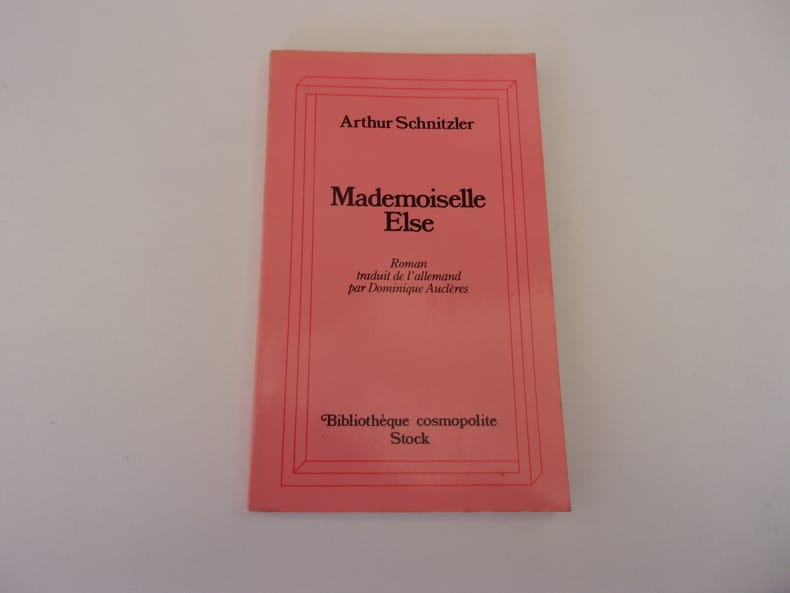 Arthur Schnitzler
Mademoiselle
Else
Roman
traduit de l'allemand
par Dominique Auclères
Bibliothèque cosmopolite
Stock